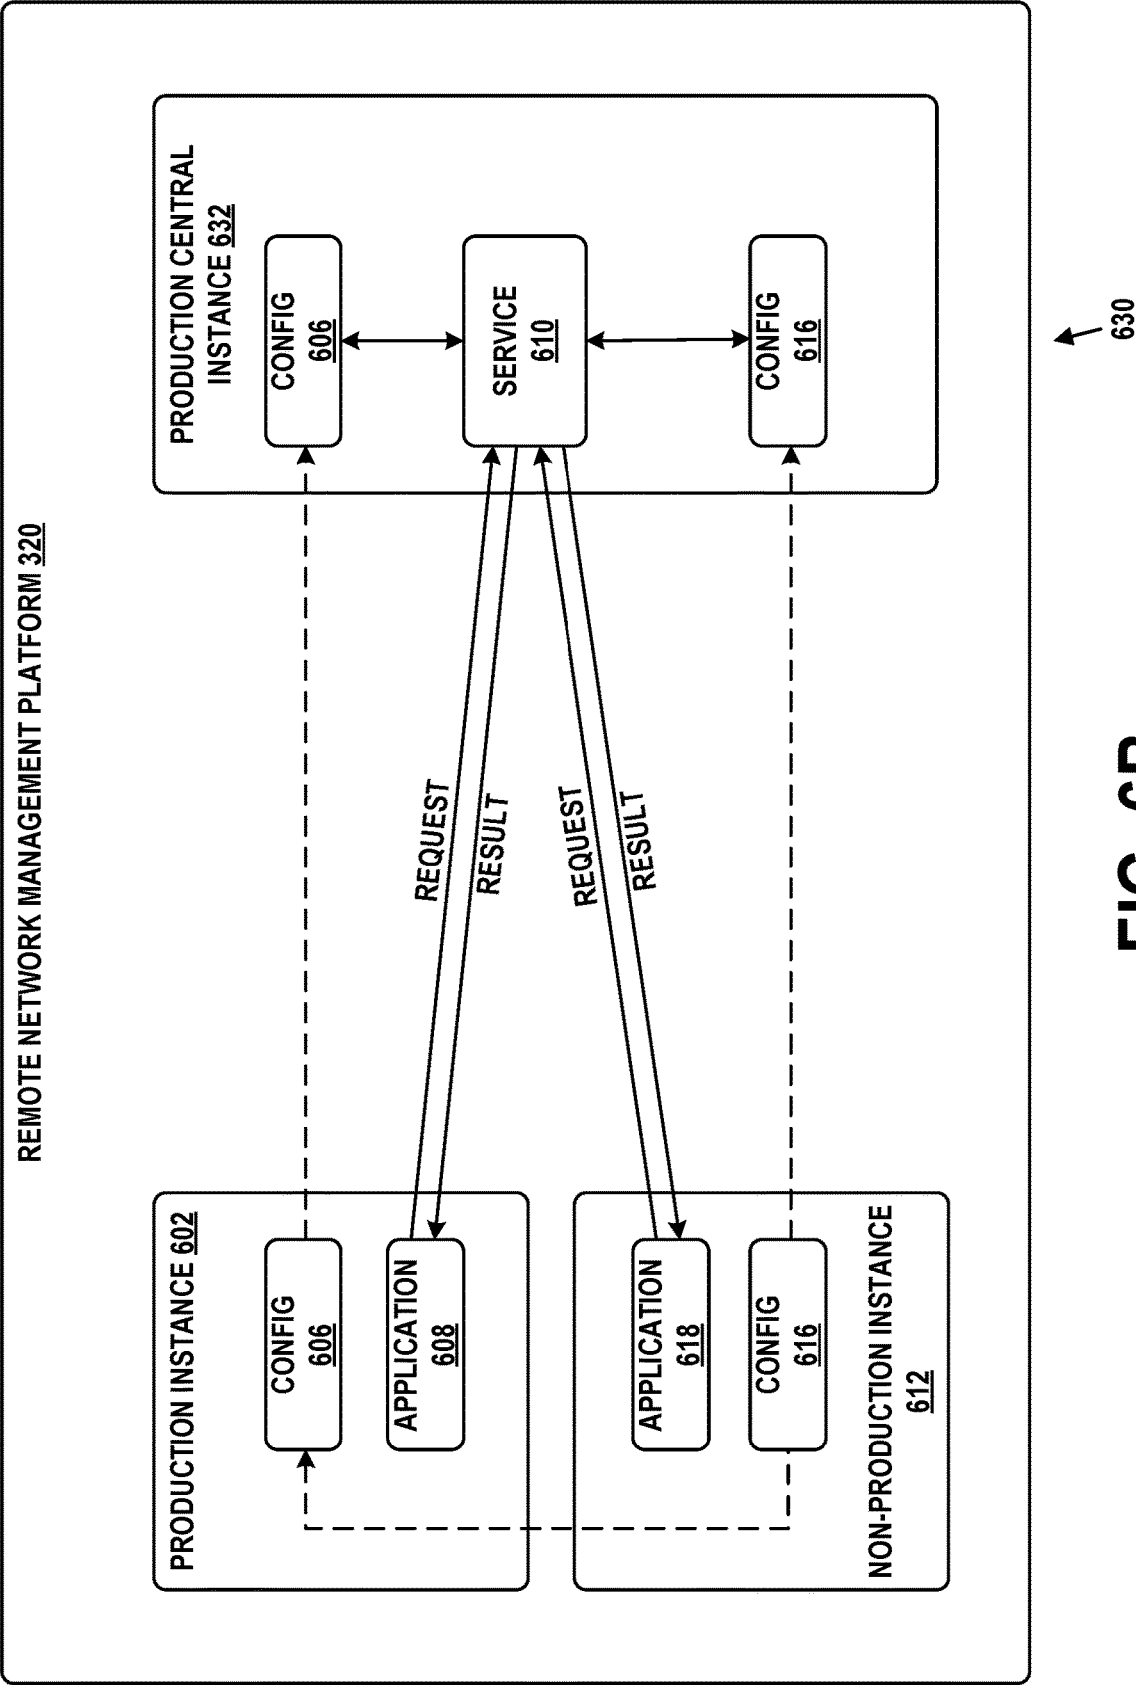 REMOTE NETWORK MANAGEMENT PLATFORM 320
PRODUCTION INSTANCE 602
CONFIG
606
APPLICATION
608
APPLICATION
618
CONFIG
616
NON-PRODUCTION INSTANCE
612
REQUEST
RESULT
REQUEST
RESULT
PRODUCTION CENTRAL
INSTANCE 632
CONFIG
606
SERVICE
610
CONFIG
616
630